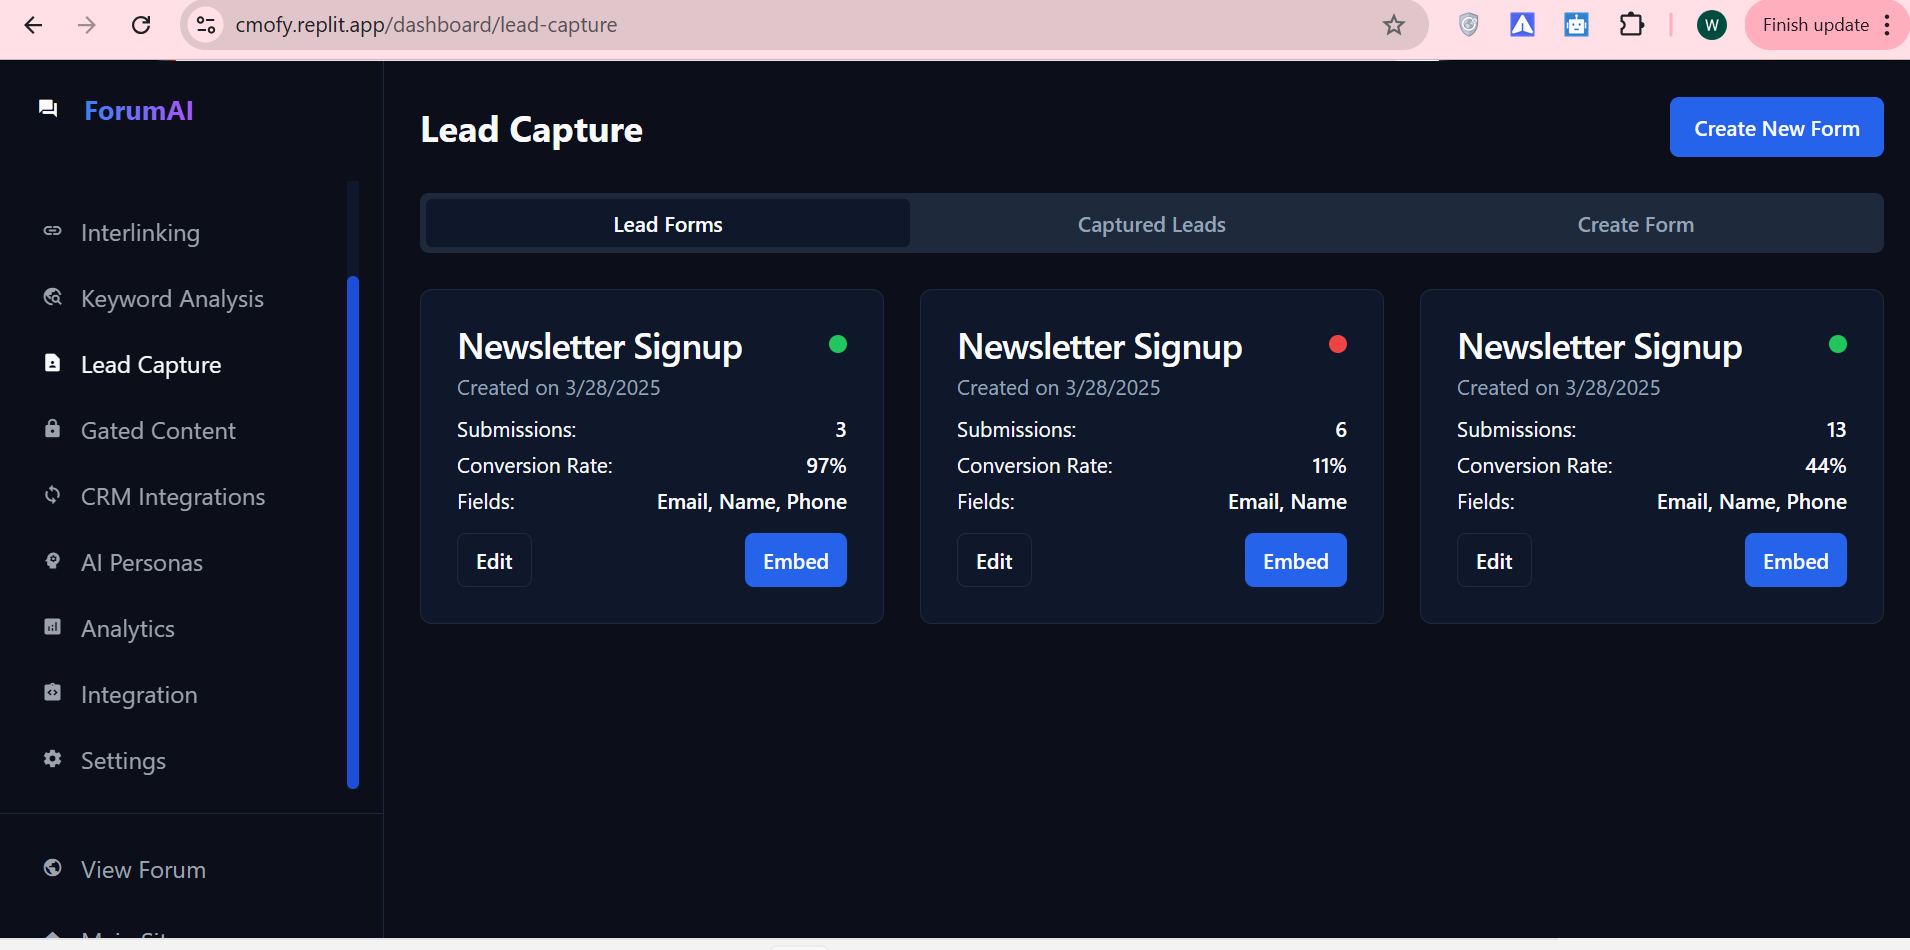 cmofy.replit.app/dashboard/lead-capture
W
Finish update
ForumAI
Interlinking
Keyword Analysis
Lead Capture
Gated Content
CRM Integrations
AI Personas
Analytics
Integration
Settings
View Forum
Lead Capture
Create New Form
Lead Forms
Captured Leads
Create Form
Newsletter Signup
Created on 3/28/2025
Submissions: 3
Conversion Rate: 97%
Fields: Email, Name, Phone
Edit
Embed
Newsletter Signup
Created on 3/28/2025
Submissions: 6
Conversion Rate: 11%
Fields: Email, Name
Edit
Embed
Newsletter Signup
Created on 3/28/2025
Submissions: 13
Conversion Rate: 44%
Fields: Email, Name, Phone
Edit
Embed